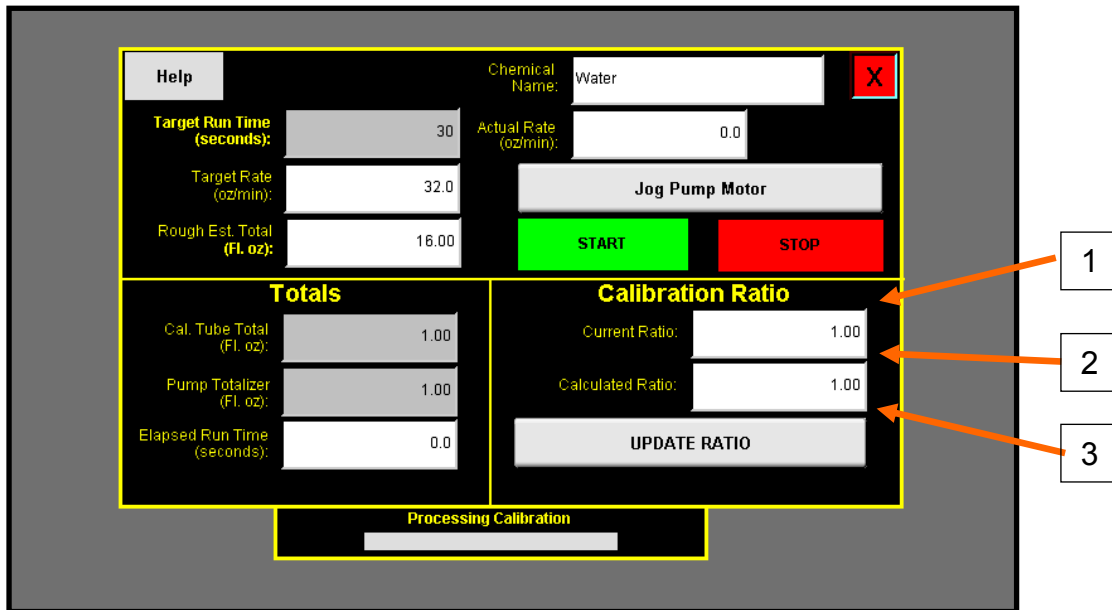 Help
Chemical
Name:
Water
X
Target Run Time
(seconds):
30
Actual Rate
(oz/min):
0.0
Target Rate
(oz/min):
32.0
Jog Pump Motor
Rough Est. Total
(Fl. oz):
16.00
START
STOP
Totals
Cal. Tube Total
(Fl. oz):
1.00
Pump Totalizer
(Fl. oz):
1.00
Elapsed Run Time
(seconds):
0.0
Calibration Ratio
Current Ratio:
1.00
Calculated Ratio:
1.00
UPDATE RATIO
Processing Calibration
1
2
3